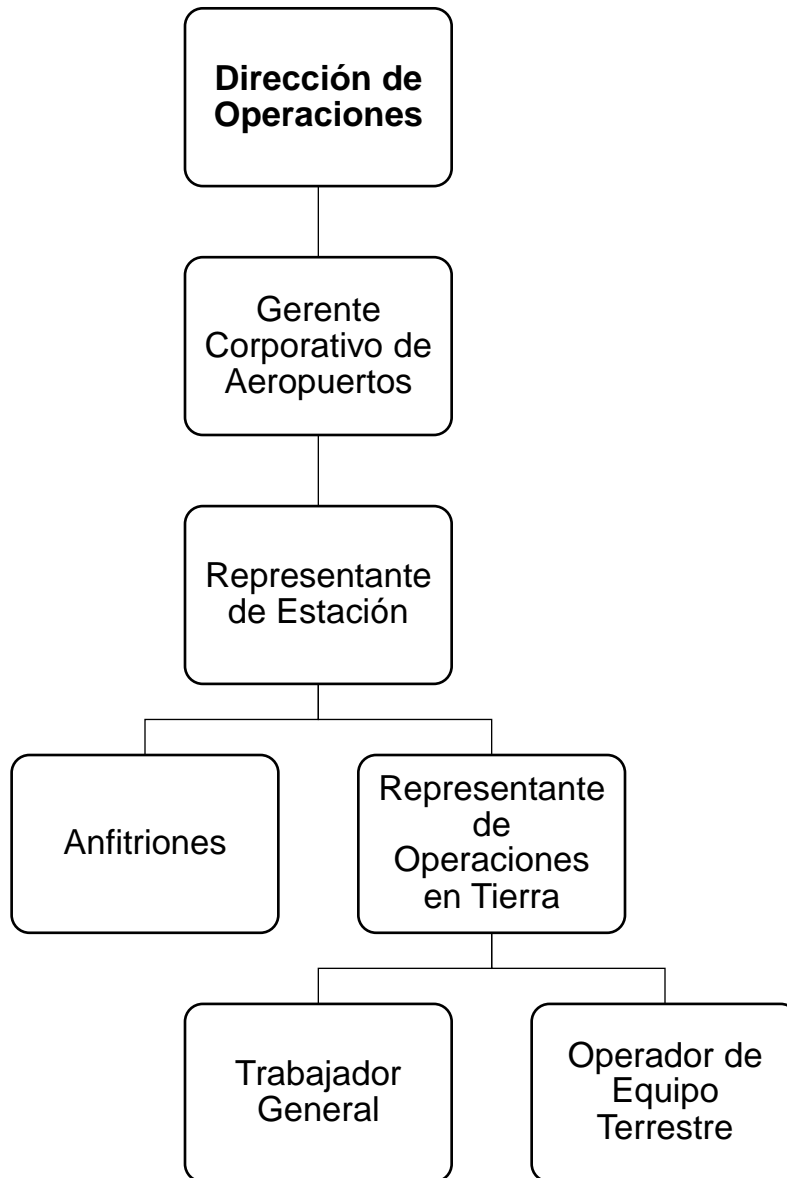 Dirección de
Operaciones
Gerente
Corporativo de
Aeropuertos
Representante
de Estación
Anfitriones
Representante
de
Operaciones
en Tierra
Trabajador
General
Operador de
Equipo
Terrestre